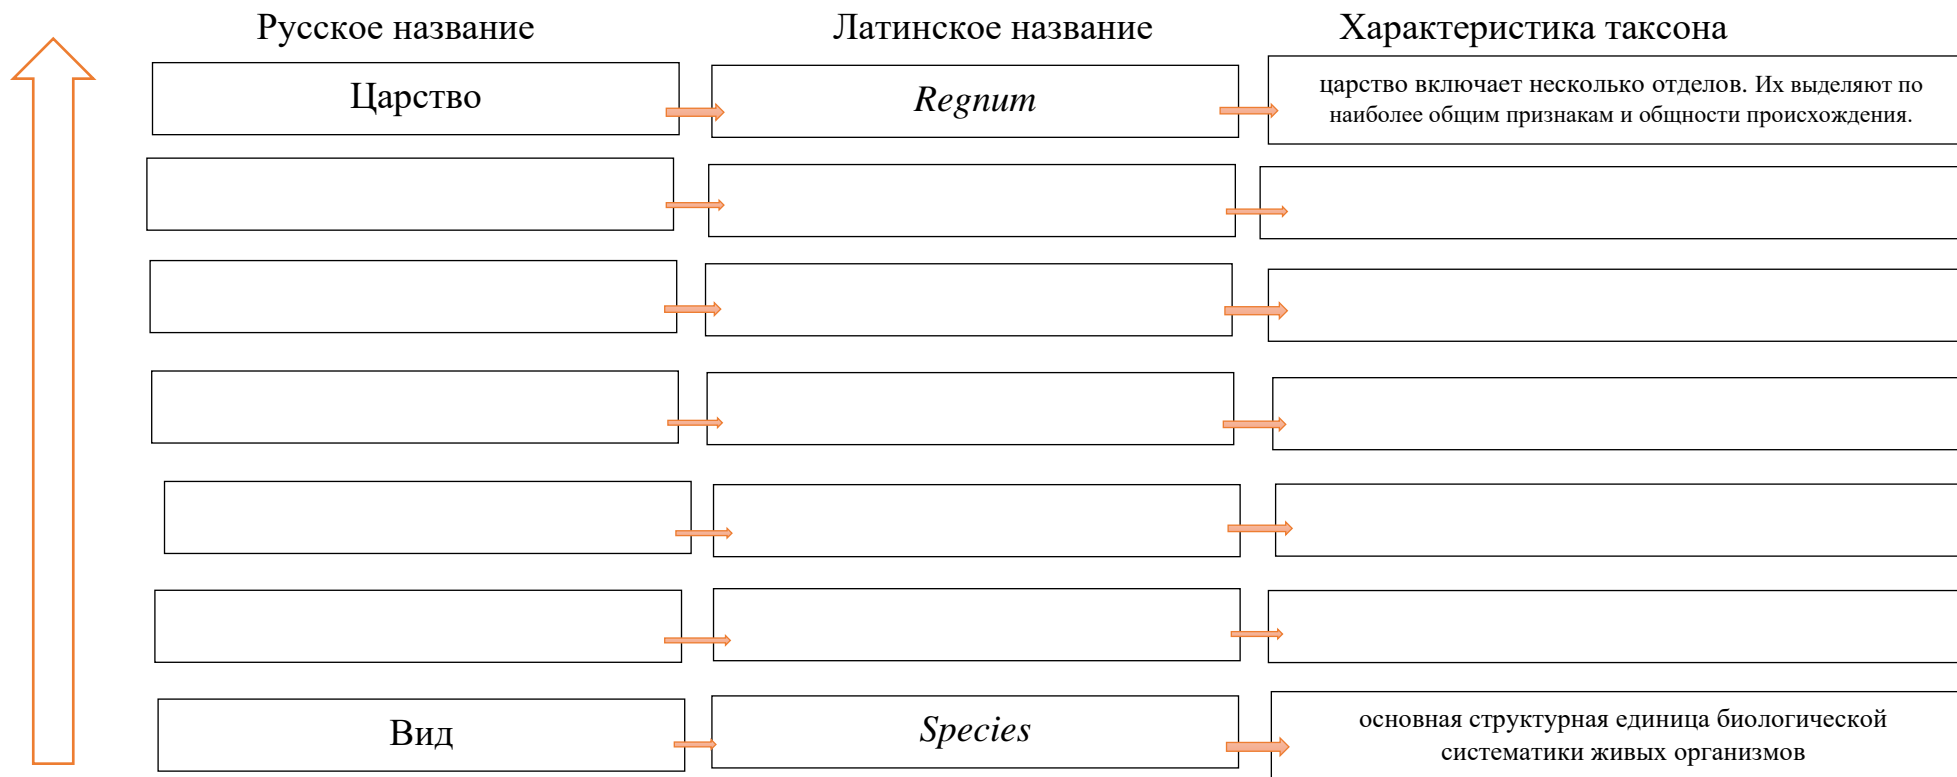 Русское название
Латинское название
Характеристика таксона
Царство
Regnum
царство включает несколько отделов. Их выделяют по
наиболее общим признакам и общности происхождения.
Вид
Species
основная структурная единица биологической
систематики живых организмов